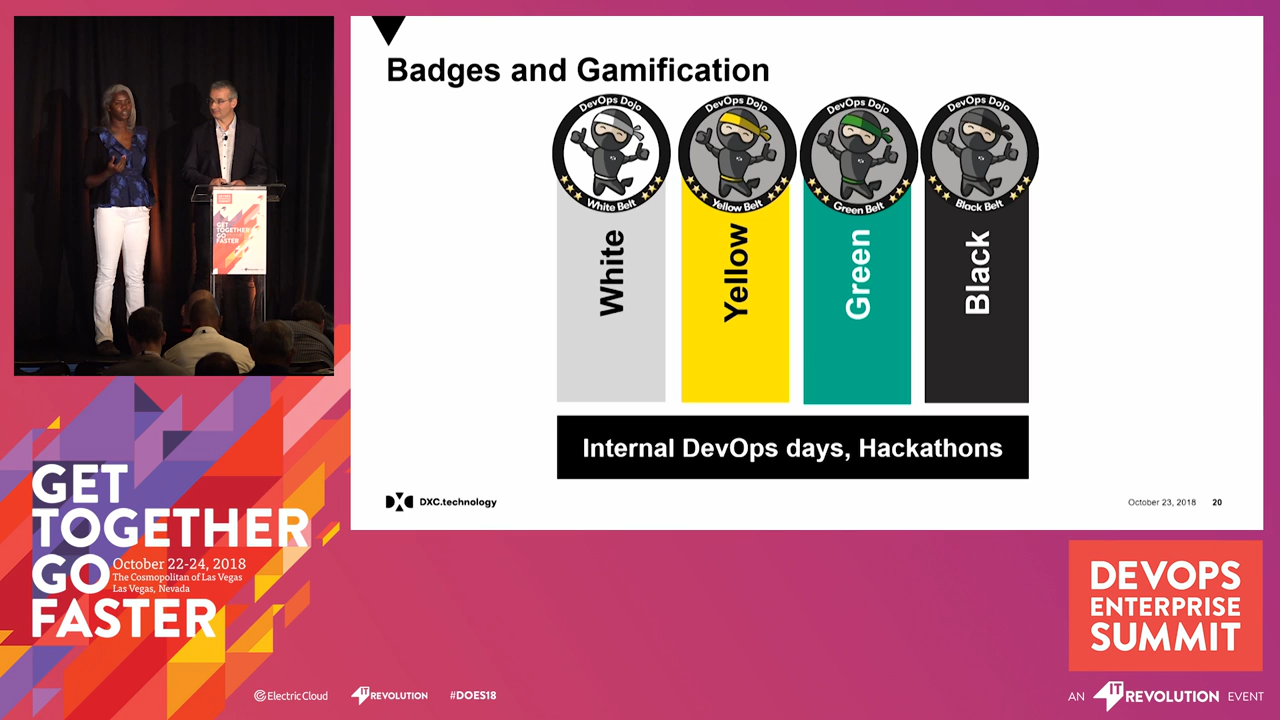 Badges and Gamification
DevOps Dojo
White Belt
DevOps Dojo
Yellow Belt
DevOps Dojo
Green Belt
DevOps Dojo
Black Belt
White
Yellow
Green
Black
Internal DevOps days, Hackathons
DXC.technology
October 23, 2018
20
GET
TOGETHER
GO
FASTER
GET
TOGETHER
GO
FASTER
October 22-24, 2018
The Cosmopolitan of Las Vegas
Las Vegas, Nevada
DEVOPS
ENTERPRISE
SUMMIT
Electric Cloud
IT REVOLUTION
#DOES18
AN IT REVOLUTION EVENT